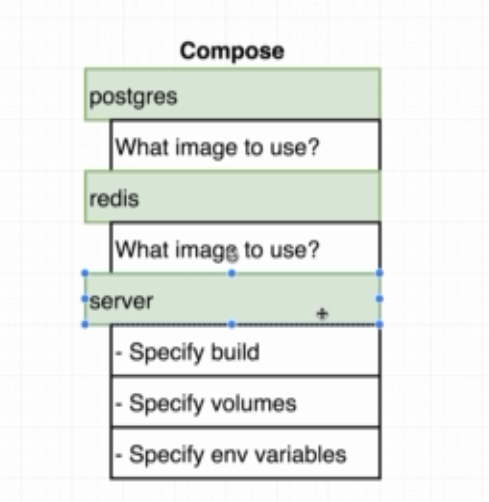 Compose
postgres
What image to use?
redis
What image to use?
server
- Specify build
- Specify volumes
- Specify env variables